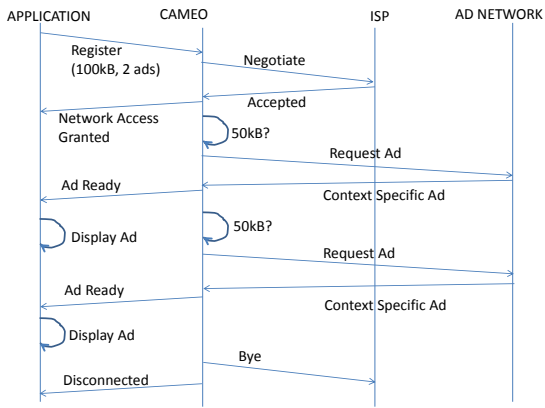 APPLICATION CAMEO ISP AD NETWORK
Register
(100kB, 2 ads)
Negotiate
Accepted
Network Access
Granted
50kB?
Request Ad
Ad Ready
Context Specific Ad
50kB?
Display Ad
Request Ad
Ad Ready
Context Specific Ad
Display Ad
Bye
Disconnected